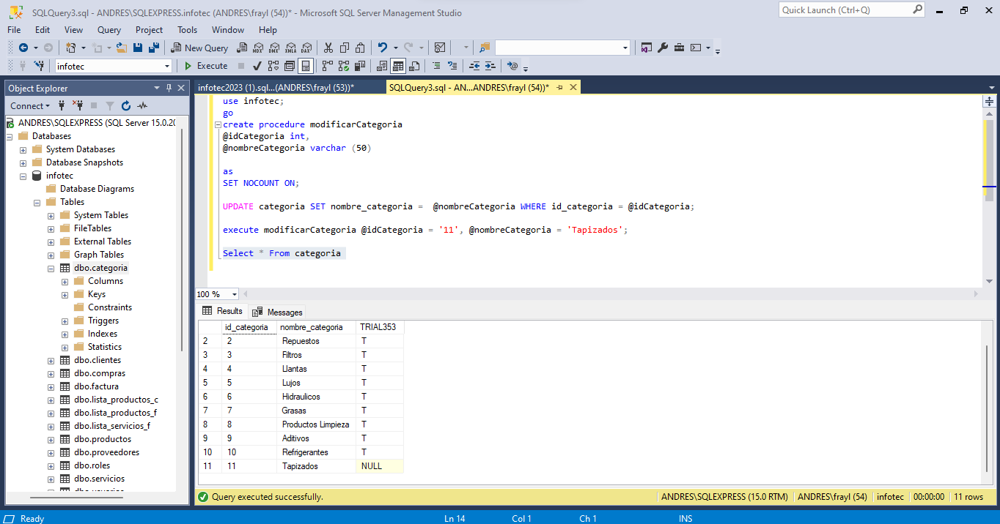 SQLQuery3.sql - ANDRES\SQLEXPRESS.infotec (ANDRES\frayl (54))* - Microsoft SQL Server Management Studio
Quick Launch (Ctrl+Q)
File Edit View Query Project Tools Window Help
New Query MDX DMX XMLA DAX
infotec Execute
Object Explorer
infotec2023 (1).sql...(ANDRES\frayl (53))* SQLQuery3.sql - AN...ANDRES\frayl (54))*
Connect
ANDRES\SQLEXPRESS (SQL Server 15.0.20
Databases
System Databases
Database Snapshots
infotec
Database Diagrams
Tables
System Tables
FileTables
External Tables
Graph Tables
dbo.categoria
Columns
Keys
Constraints
Triggers
Indexes
Statistics
dbo.clientes
dbo.compras
dbo.factura
dbo.lista_productos_c
dbo.lista_productos_f
dbo.lista_servicios_f
dbo.productos
dbo.proveedores
dbo.roles
dbo.servicios
use infotec;
go
create procedure modificarCategoria
@idCategoria int,
@nombreCategoria varchar (50)
as
SET NOCOUNT ON;
UPDATE categoria SET nombre_categoria =  @nombreCategoria WHERE id_categoria = @idCategoria;
execute modificarCategoria @idCategoria = '11', @nombreCategoria = 'Tapizados';
Select * From categoria
100 %
Results Messages
id_categoria nombre_categoria TRIAL353
2 2 Repuestos T
3 3 Filtros T
4 4 Llantas T
5 5 Lujos T
6 6 Hidraulicos T
7 7 Grasas T
8 8 Productos Limpieza T
9 9 Aditivos T
10 10 Refrigerantes T
11 11 Tapizados NULL
Query executed successfully. ANDRES\SQLEXPRESS (15.0 RTM) ANDRES\frayl (54) infotec 00:00:00 11 rows
Ready Ln 14 Col 1 Ch 1 INS